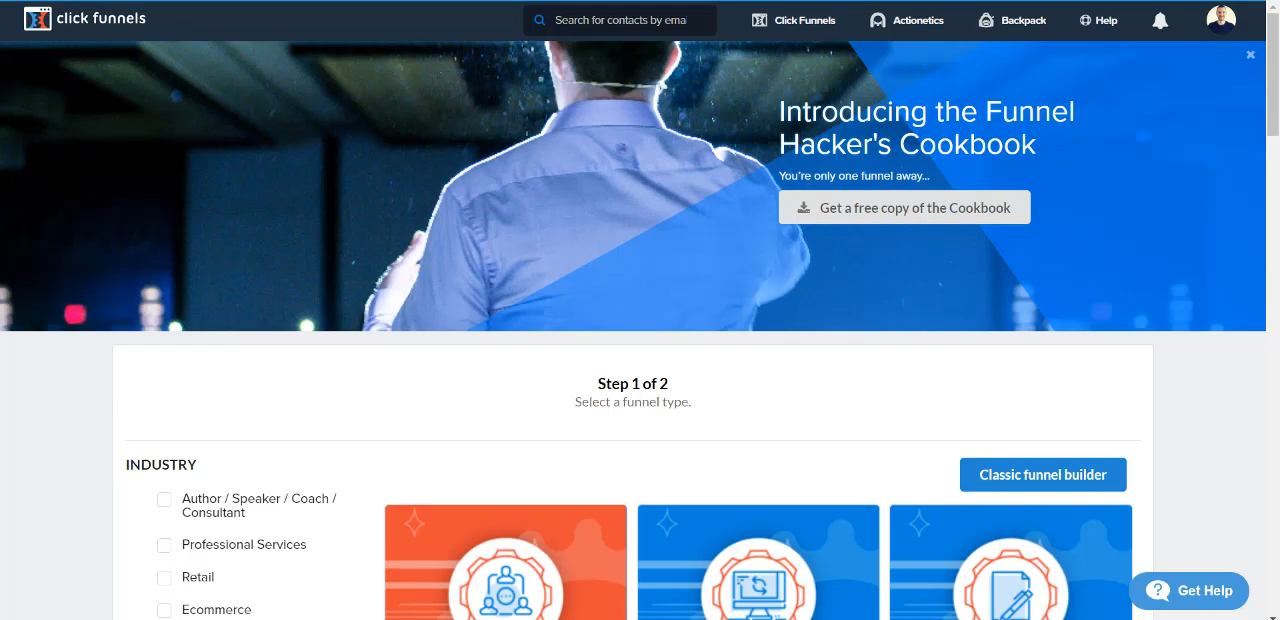 click funnels
Search for contacts by emai
Click Funnels
Actionetics
Backpack
Help
Introducing the Funnel
Hacker's Cookbook
You're only one funnel away...
Get a free copy of the Cookbook
Step 1 of 2
Select a funnel type.
INDUSTRY
Classic funnel builder
Author / Speaker / Coach /
Consultant
Professional Services
Retail
Ecommerce
Get Help